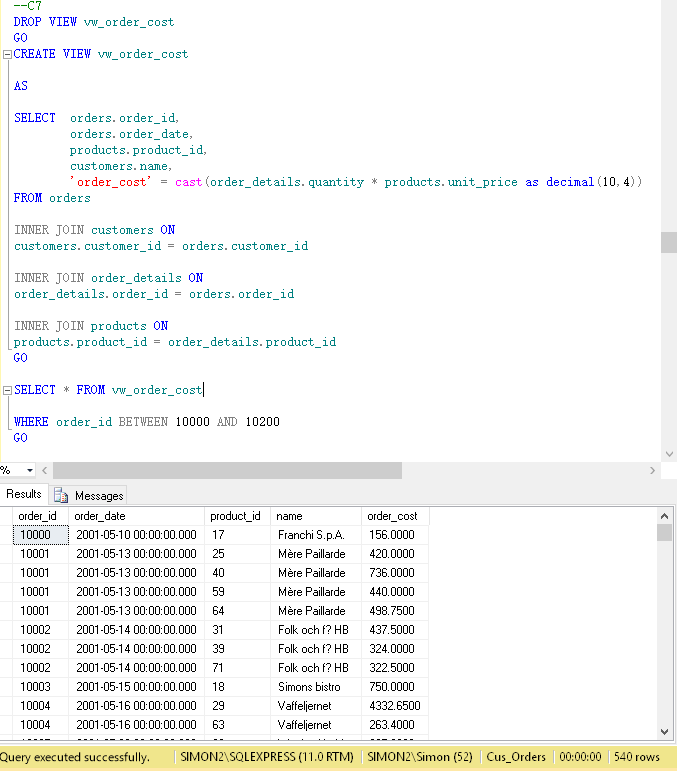 --C7
DROP VIEW vw_order_cost
GO
CREATE VIEW vw_order_cost
AS
SELECT orders.order_id,
orders.order_date,
products.product_id,
customers.name,
'order_cost' = cast(order_details.quantity * products.unit_price as decimal(10,4))
FROM orders
INNER JOIN customers ON
customers.customer_id = orders.customer_id
INNER JOIN order_details ON
order_details.order_id = orders.order_id
INNER JOIN products ON
products.product_id = order_details.product_id
GO
SELECT * FROM vw_order_cost
WHERE order_id BETWEEN 10000 AND 10200
GO
%
Results Messages
order_id order_date product_id name order_cost
10000 2001-05-10 00:00:00.000 17 Franchi S.p.A. 156.0000
10001 2001-05-13 00:00:00.000 25 Mère Paillarde 420.0000
10001 2001-05-13 00:00:00.000 40 Mère Paillarde 736.0000
10001 2001-05-13 00:00:00.000 59 Mère Paillarde 440.0000
10001 2001-05-13 00:00:00.000 64 Mère Paillarde 498.7500
10002 2001-05-14 00:00:00.000 31 Folk och f? HB 437.5000
10002 2001-05-14 00:00:00.000 39 Folk och f? HB 324.0000
10002 2001-05-14 00:00:00.000 71 Folk och f? HB 322.5000
10003 2001-05-15 00:00:00.000 18 Simons bistro 750.0000
10004 2001-05-16 00:00:00.000 29 Vaffeljernet 4332.6500
10004 2001-05-16 00:00:00.000 63 Vaffeljernet 263.4000
Query executed successfully. SIMON2\SQLEXPRESS (11.0 RTM) SIMON2\Simon (52) Cus_Orders 00:00:00 540 rows